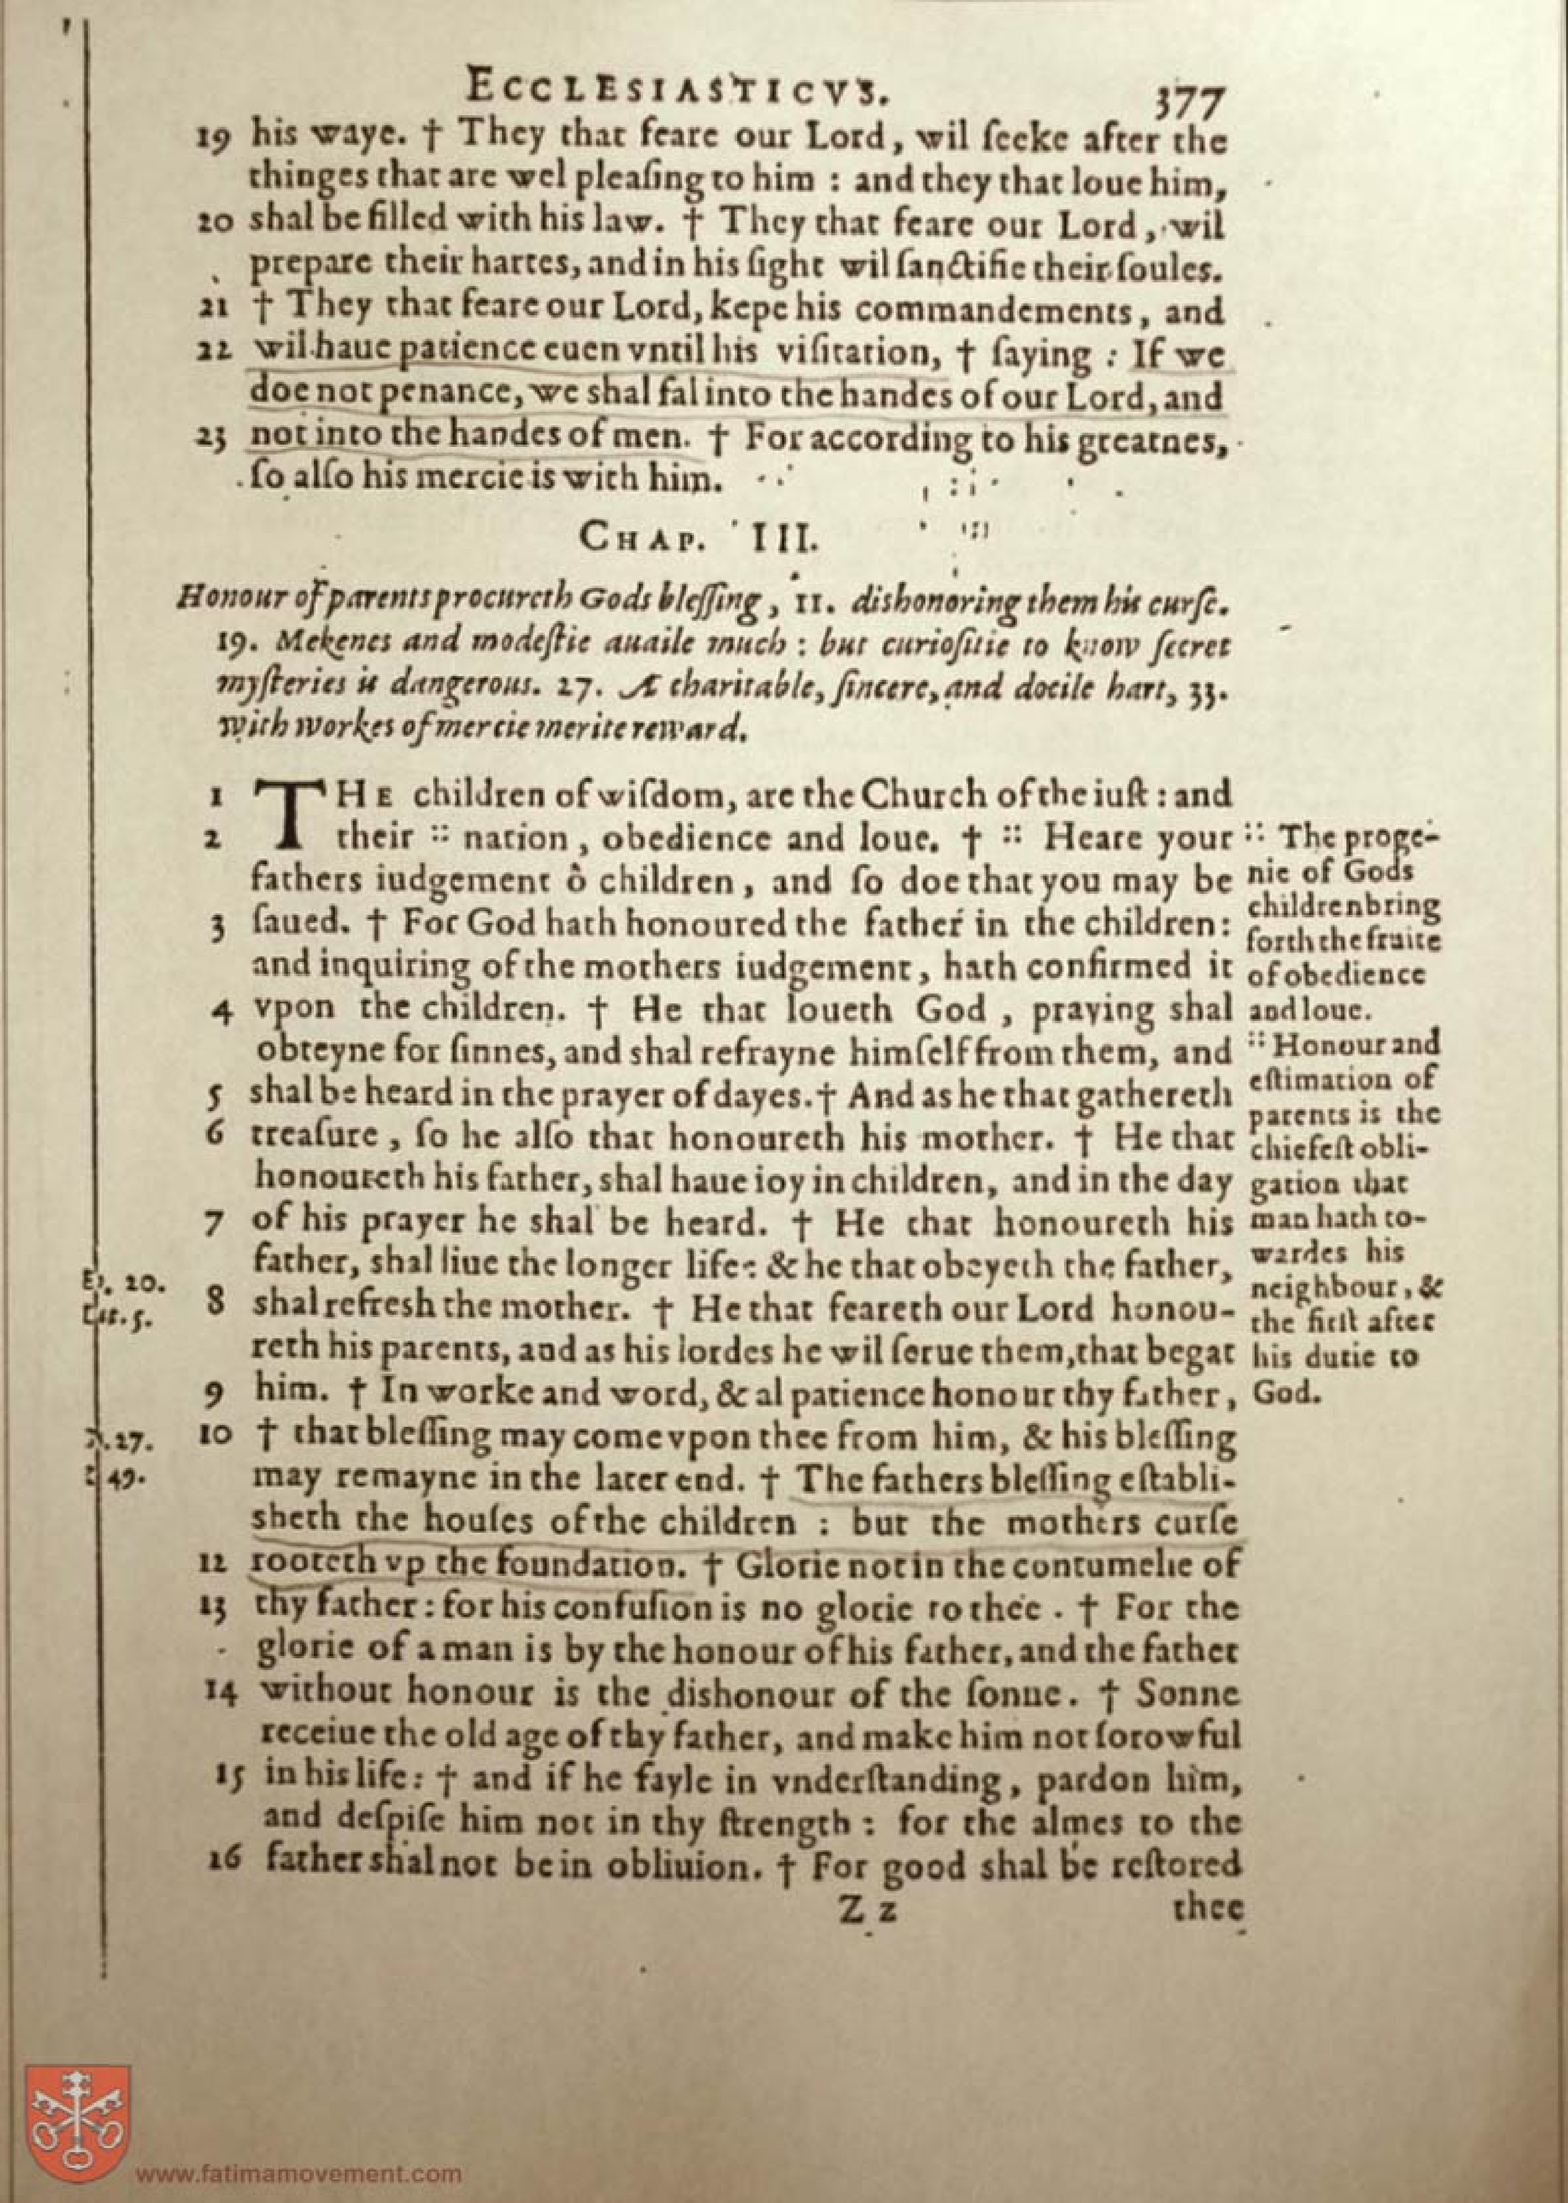 ECCLESIASTICVS. 377
19 his waye. † They that feare our Lord, wil ſeeke after the
thinges that are wel pleaſing to him : and they that loue him,
20 shal be filled with his law. † They that feare our Lord, wil
prepare their hartes, and in his ſight wil ſanctifie their ſoules.
21 † They that feare our Lord, kepe his commandements, and
22 wil haue patience euen vntil his viſitation, † ſaying : If we
doe not penance, we shal fal into the handes of our Lord, and
23 not into the handes of men. † For according to his greatnes,
ſo alſo his mercie is with him.
CHAP. III.
Honour of parents procureth Gods bleſſing, 11. dishonoring them his curſe.
19. Mekenes and modeſtie auaile much : but curioſitie to know ſecret
myſteries is dangerous. 27. A charitable, ſincere, and docile hart, 33.
with workes of mercie merite reward.
1 THE children of wiſdom, are the Church of the iuſt : and
2 their :: nation, obedience and loue. † :: Heare your
fathers iudgement ô children, and ſo doe that you may be
3 ſaued. † For God hath honoured the father in the children:
and inquiring of the mothers iudgement, hath confirmed it
4 vpon the children. † He that loueth God, praying shal
obteyne for ſinnes, and shal refrayne himſelf from them, and
5 shal be heard in the prayer of dayes. † And as he that gathereth
6 treaſure, ſo he alſo that honoureth his mother. † He that
honoureth his father, shal haue ioy in children, and in the day
7 of his prayer he shal be heard. † He that honoureth his
father, shal liue the longer life: & he that obeyeth the father,
8 shal refresh the mother. † He that feareth our Lord honou-
reth his parents, and as his lordes he wil ſerue them, that begat
9 him. † In worke and word, & al patience honour thy father,
10 † that bleſſing may come vpon thee from him, & his bleſſing
may remayne in the later end. † The fathers bleſſing eſtabli-
sheth the houſes of the children : but the mothers curſe
12 rooteth vp the foundation. † Glorie not in the contumelie of
13 thy father : for his confuſion is no glorie to thee. † For the
glorie of a man is by the honour of his father, and the father
14 without honour is the dishonour of the ſonne. † Sonne
receiue the old age of thy father, and make him not ſorowful
15 in his life: † and if he fayle in vnderſtanding, pardon him,
and deſpiſe him not in thy ſtrength : for the almes to the
16 father shal not be in obliuion. † For good shal be reſtored
Z z thee
:: The proge-
nie of Gods
children bring
forth the fruite
of obedience
and loue.
:: Honour and
eſtimation of
parents is the
chiefeſt obli-
gation that
man hath to-
wardes his
neighbour, &
the firſt after
his dutie to
God.
20.
5.
27.
49.
www.fatimamovement.com